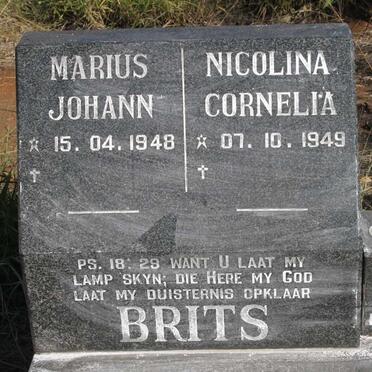 MARIUS
JOHANN
☆ 15.04.1948
✝
NICOLINA
CORNELIA
☆ 07.10.1949
✝
PS. 18:29 WANT U LAAT MY
LAMP SKYN; DIE HERE MY GOD
LAAT MY DUISTERNIS OPKLAAR
BRITS